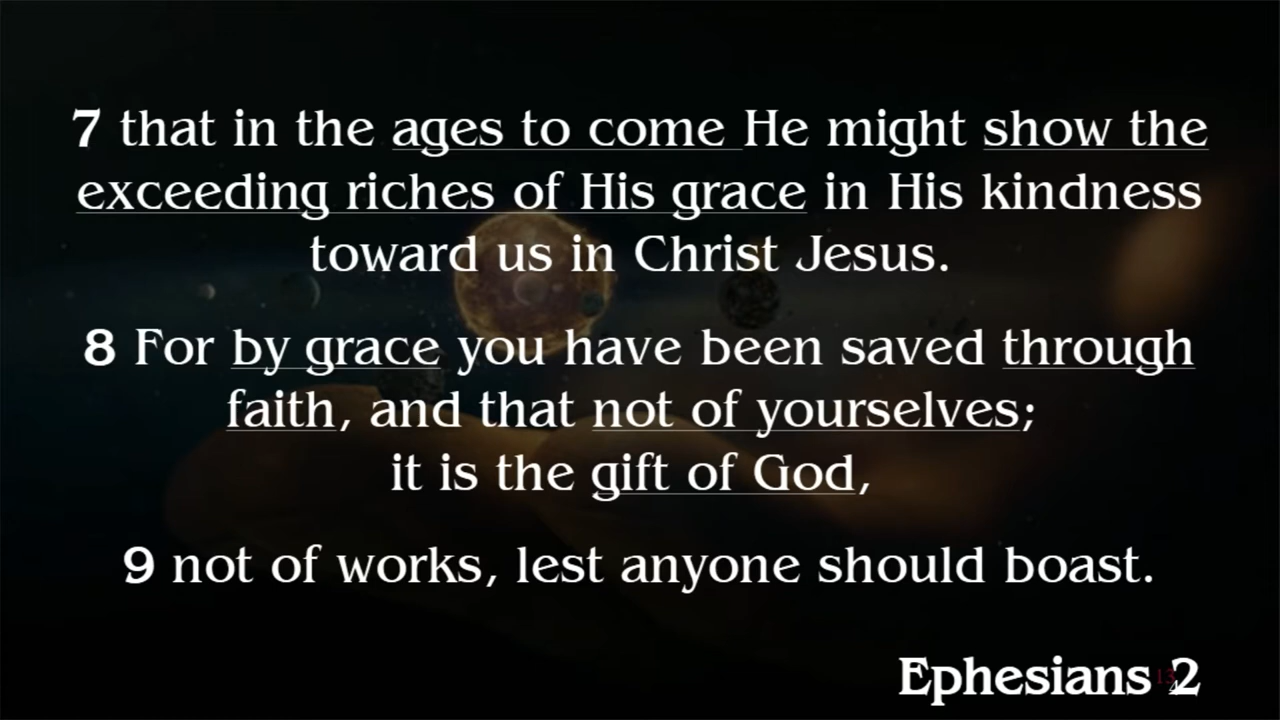 7 that in the ages to come He might show the
exceeding riches of His grace in His kindness
toward us in Christ Jesus.
8 For by grace you have been saved through
faith, and that not of yourselves;
it is the gift of God,
9 not of works, lest anyone should boast.
Ephesians 2